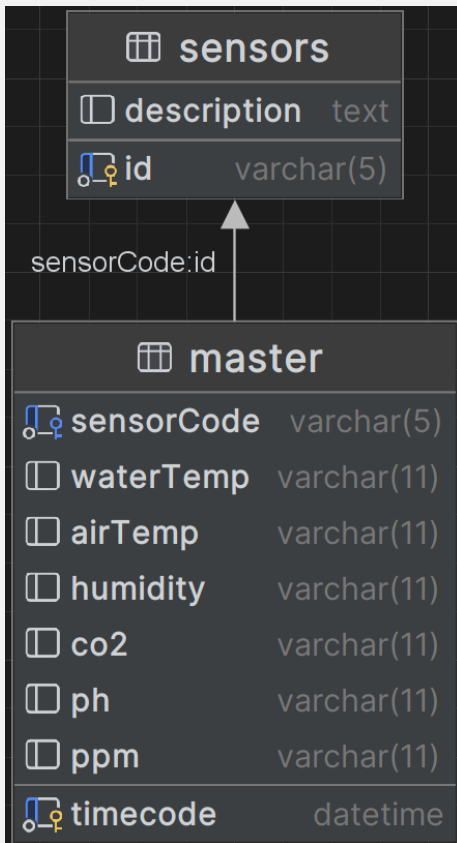 sensors
description text
id varchar(5)
sensorCode:id
master
sensorCode varchar(5)
waterTemp varchar(11)
airTemp varchar(11)
humidity varchar(11)
co2 varchar(11)
ph varchar(11)
ppm varchar(11)
timecode datetime